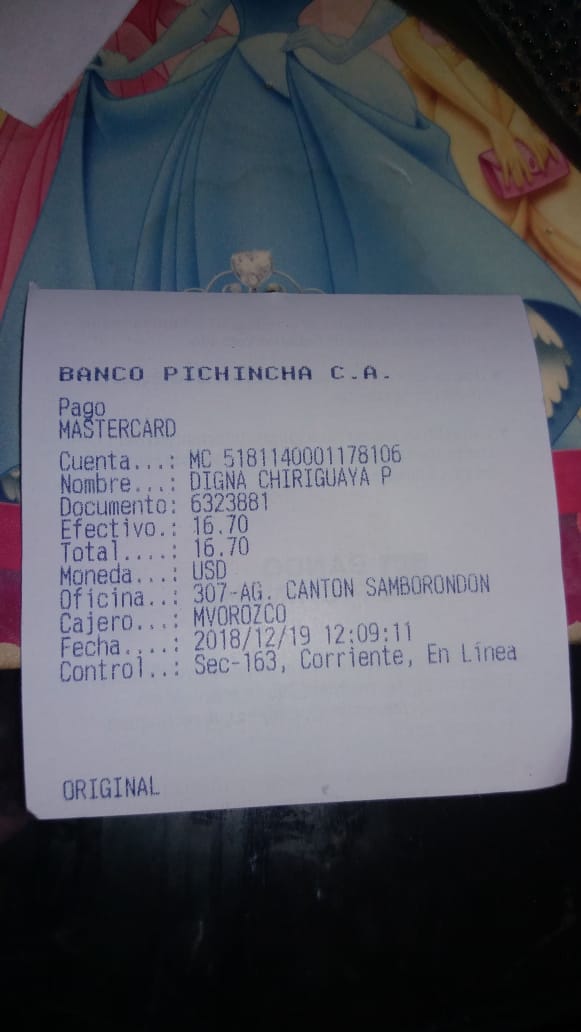 BANCO PICHINCHA C.A.
Pago
MASTERCARD
Cuenta...: MC 5181140001178106
Nombre...: DIGNA CHIRIGUAYA P
Documento: 6323881
Efectivo.: 16.70
Total....: 16.70
Moneda...: USD
Oficina..: 307-AG. CANTON SAMBORONDON
Cajero...: MVOROZCO
Fecha....: 2018/12/19 12:09:11
Control..: Sec-163, Corriente, En Línea
ORIGINAL